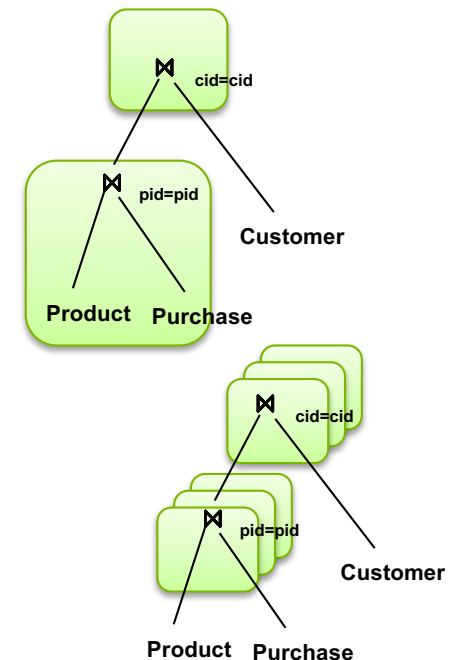 cid=cid
pid=pid
Customer
Product Purchase
cid=cid
pid=pid
Customer
Product Purchase